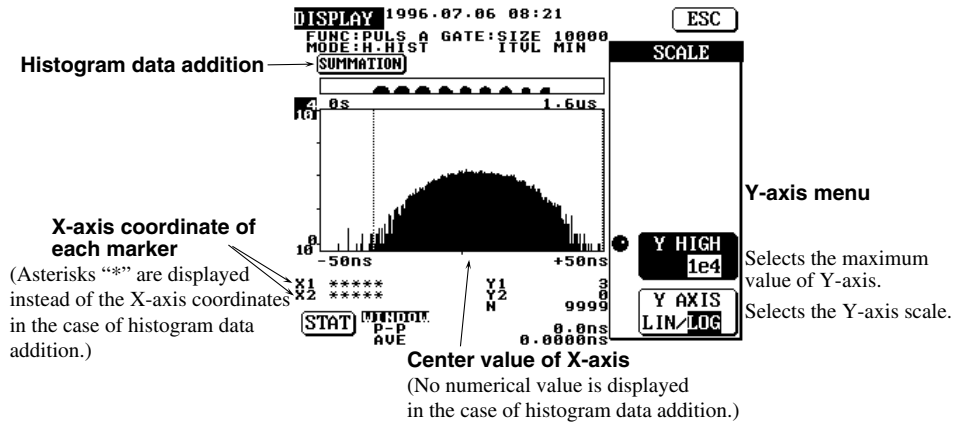 DISPLAY 1996.07.06 08:21
ESC
FUNC:PULS A GATE:SIZE 10000
MODE:H.HIST ITVL MIN
SCALE
Histogram data addition
SUMMATION
0s 1.6us
4
10
Y-axis menu
X-axis coordinate of
each marker
(Asterisks “*” are displayed
instead of the X-axis coordinates
in the case of histogram data
addition.)
0
10
-50ns +50ns
Y HIGH
1e4
Selects the maximum
value of Y-axis.
X1 ***** Y1 3
X2 ***** Y2 0
N 9999
Y AXIS
LIN/LOG
Selects the Y-axis scale.
STAT WINDOW
P-P 0.0ns
AVE 0.0000ns
Center value of X-axis
(No numerical value is displayed
in the case of histogram data addition.)